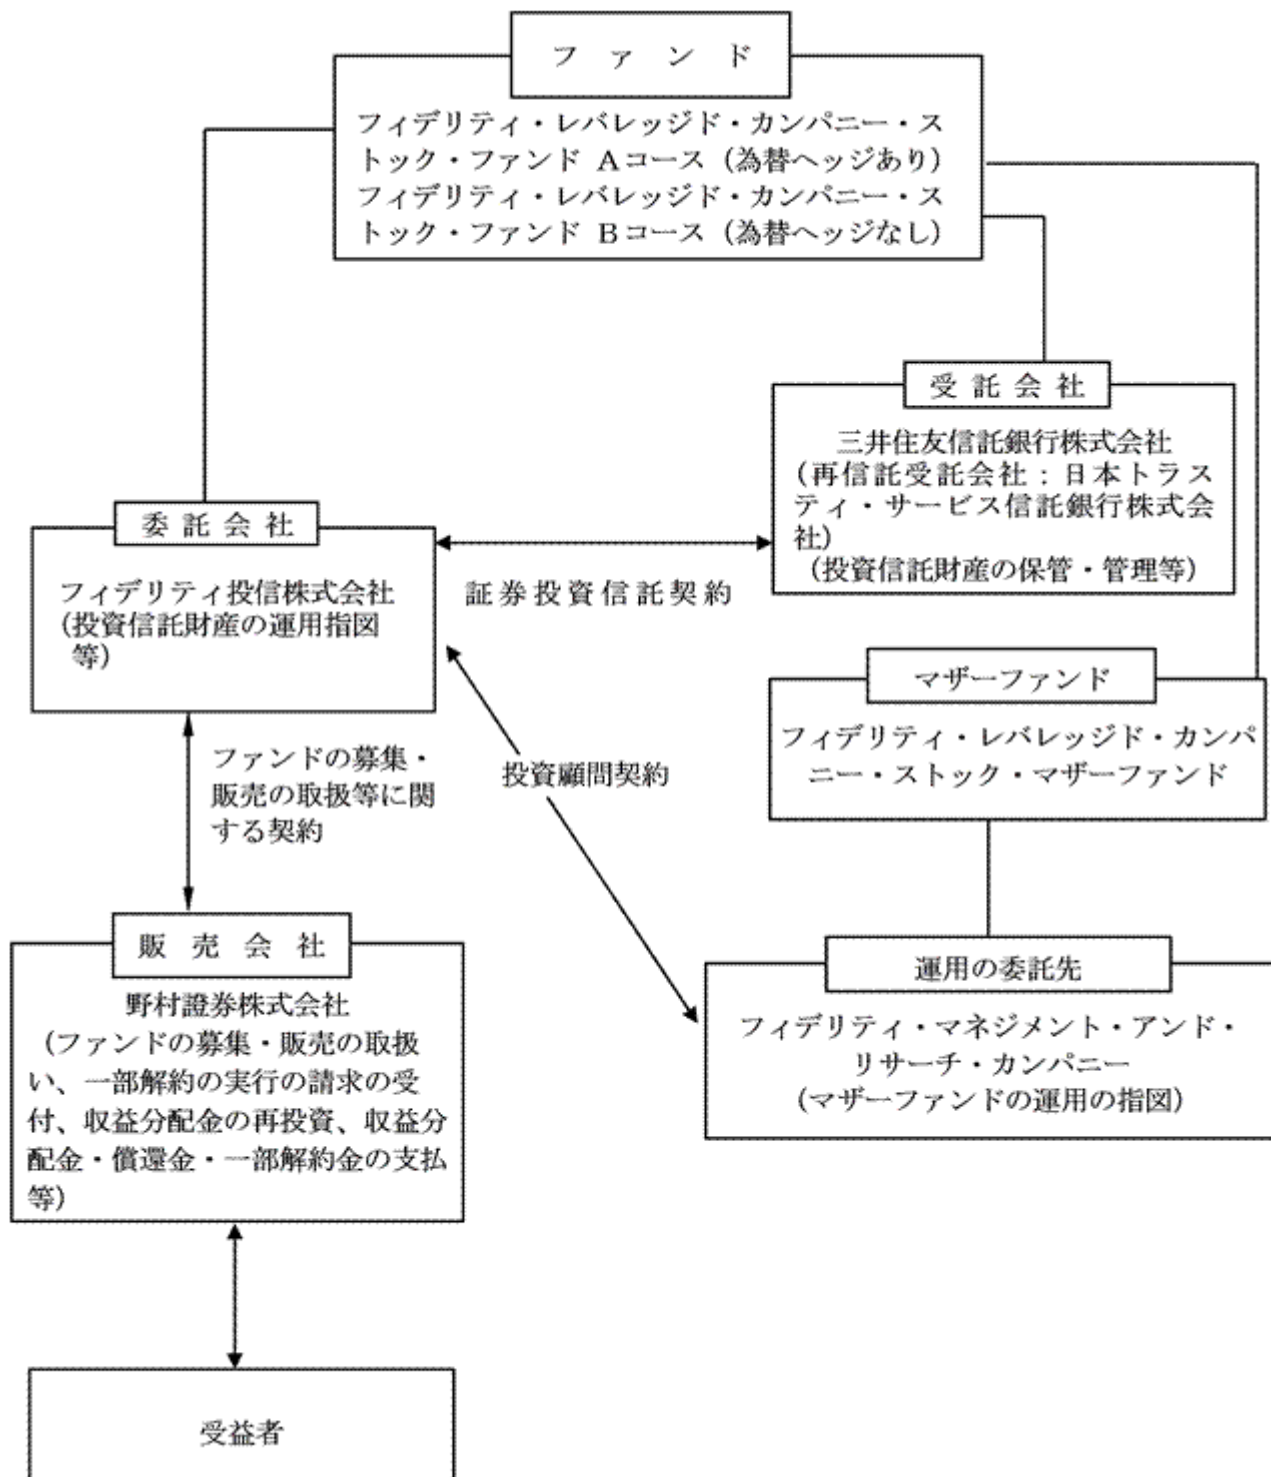 ファンド
フィデリティ・レバレッジド・カンパニー・ス
トック・ファンド Aコース（為替ヘッジあり）
フィデリティ・レバレッジド・カンパニー・ス
トック・ファンド Bコース（為替ヘッジなし）
受託会社
三井住友信託銀行株式会社
（再信託受託会社：日本トラス
ティ・サービス信託銀行株式会
社）
（投資信託財産の保管・管理等）
委託会社
フィデリティ投信株式会社
（投資信託財産の運用指図
等）
証券投資信託契約
マザーファンド
フィデリティ・レバレッジド・カンパ
ニー・ストック・マザーファンド
ファンドの募集・
販売の取扱等に関
する契約
投資顧問契約
販売会社
野村證券株式会社
（ファンドの募集・販売の取扱
い、一部解約の実行の請求の受
付、収益分配金の再投資、収益分
配金・償還金・一部解約金の支払
等）
運用の委託先
フィデリティ・マネジメント・アンド・
リサーチ・カンパニー
（マザーファンドの運用の指図）
受益者